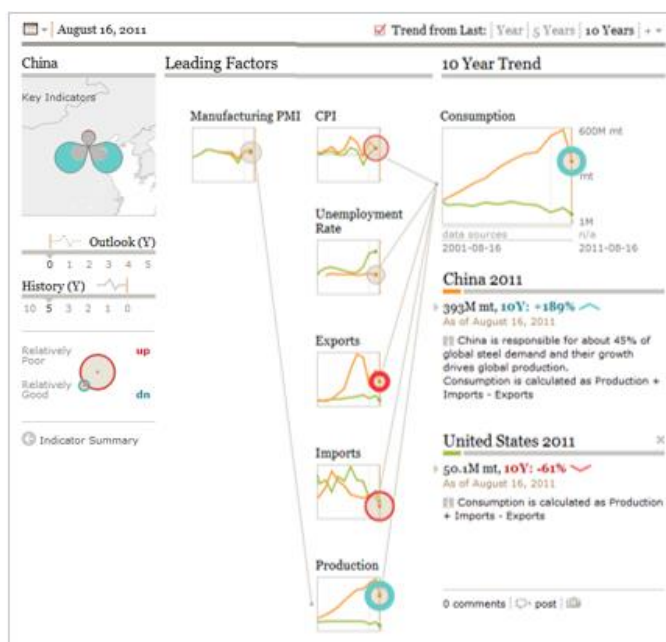 August 16, 2011
Trend from Last: Year 5 Years 10 Years + -
China
Key Indicators
Outlook (Y)
0 1 2 3 4 5
History (Y)
10 5 3 2 1 0
Relatively Poor
up
Relatively Good
dn
Indicator Summary
Leading Factors
Manufacturing PMI
CPI
Unemployment
Rate
Exports
Imports
Production
10 Year Trend
Consumption
600M mt
mt
1M
data sources
n/a
2001-08-16
2011-08-16
China 2011
393M mt, 10Y: +189%
As of August 16, 2011
China is responsible for about 45% of
global steel demand and their growth
drives global production.
Consumption is calculated as Production +
Imports - Exports
United States 2011
50.1M mt, 10Y: -61%
As of August 16, 2011
Consumption is calculated as Production
+ Imports - Exports
0 comments | post